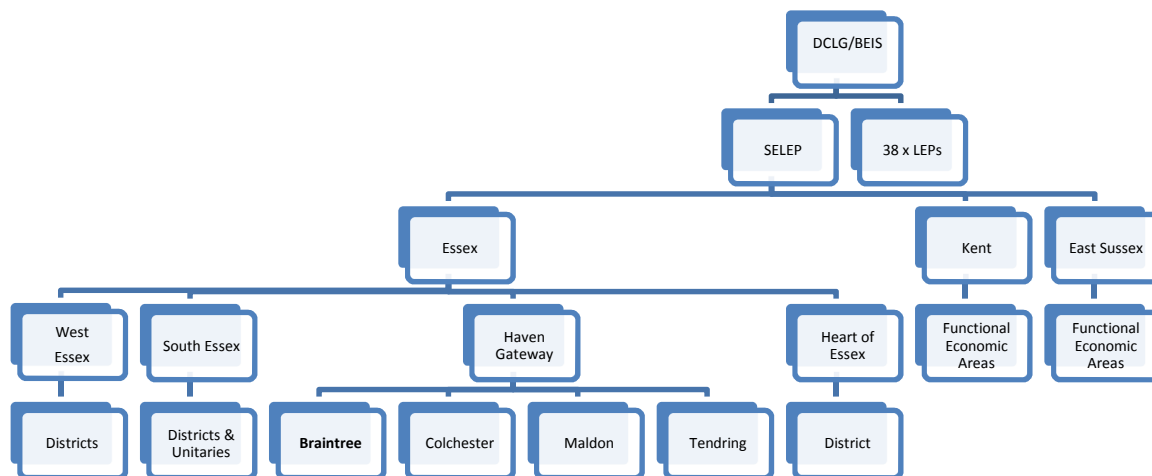 DCLG/BEIS
SELEP
38 x LEPs
Essex
Kent
East Sussex
West
Essex
South Essex
Haven
Gateway
Heart of
Essex
Functional
Economic
Areas
Functional
Economic
Areas
Districts
Districts &
Unitaries
Braintree
Colchester
Maldon
Tendring
District